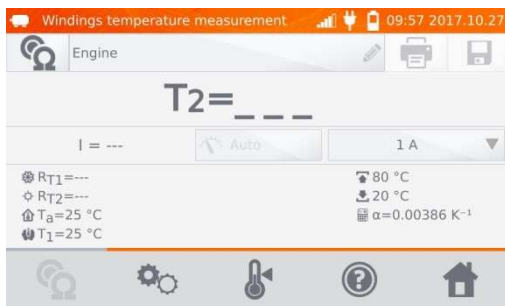 Windings temperature measurement 09:57 2017.10.27
Engine
T2=_ _ _
I = --- Auto 1 A
RT1=--- 80 °C
RT2=--- 20 °C
Ta=25 °C α=0.00386 K⁻¹
T1=25 °C